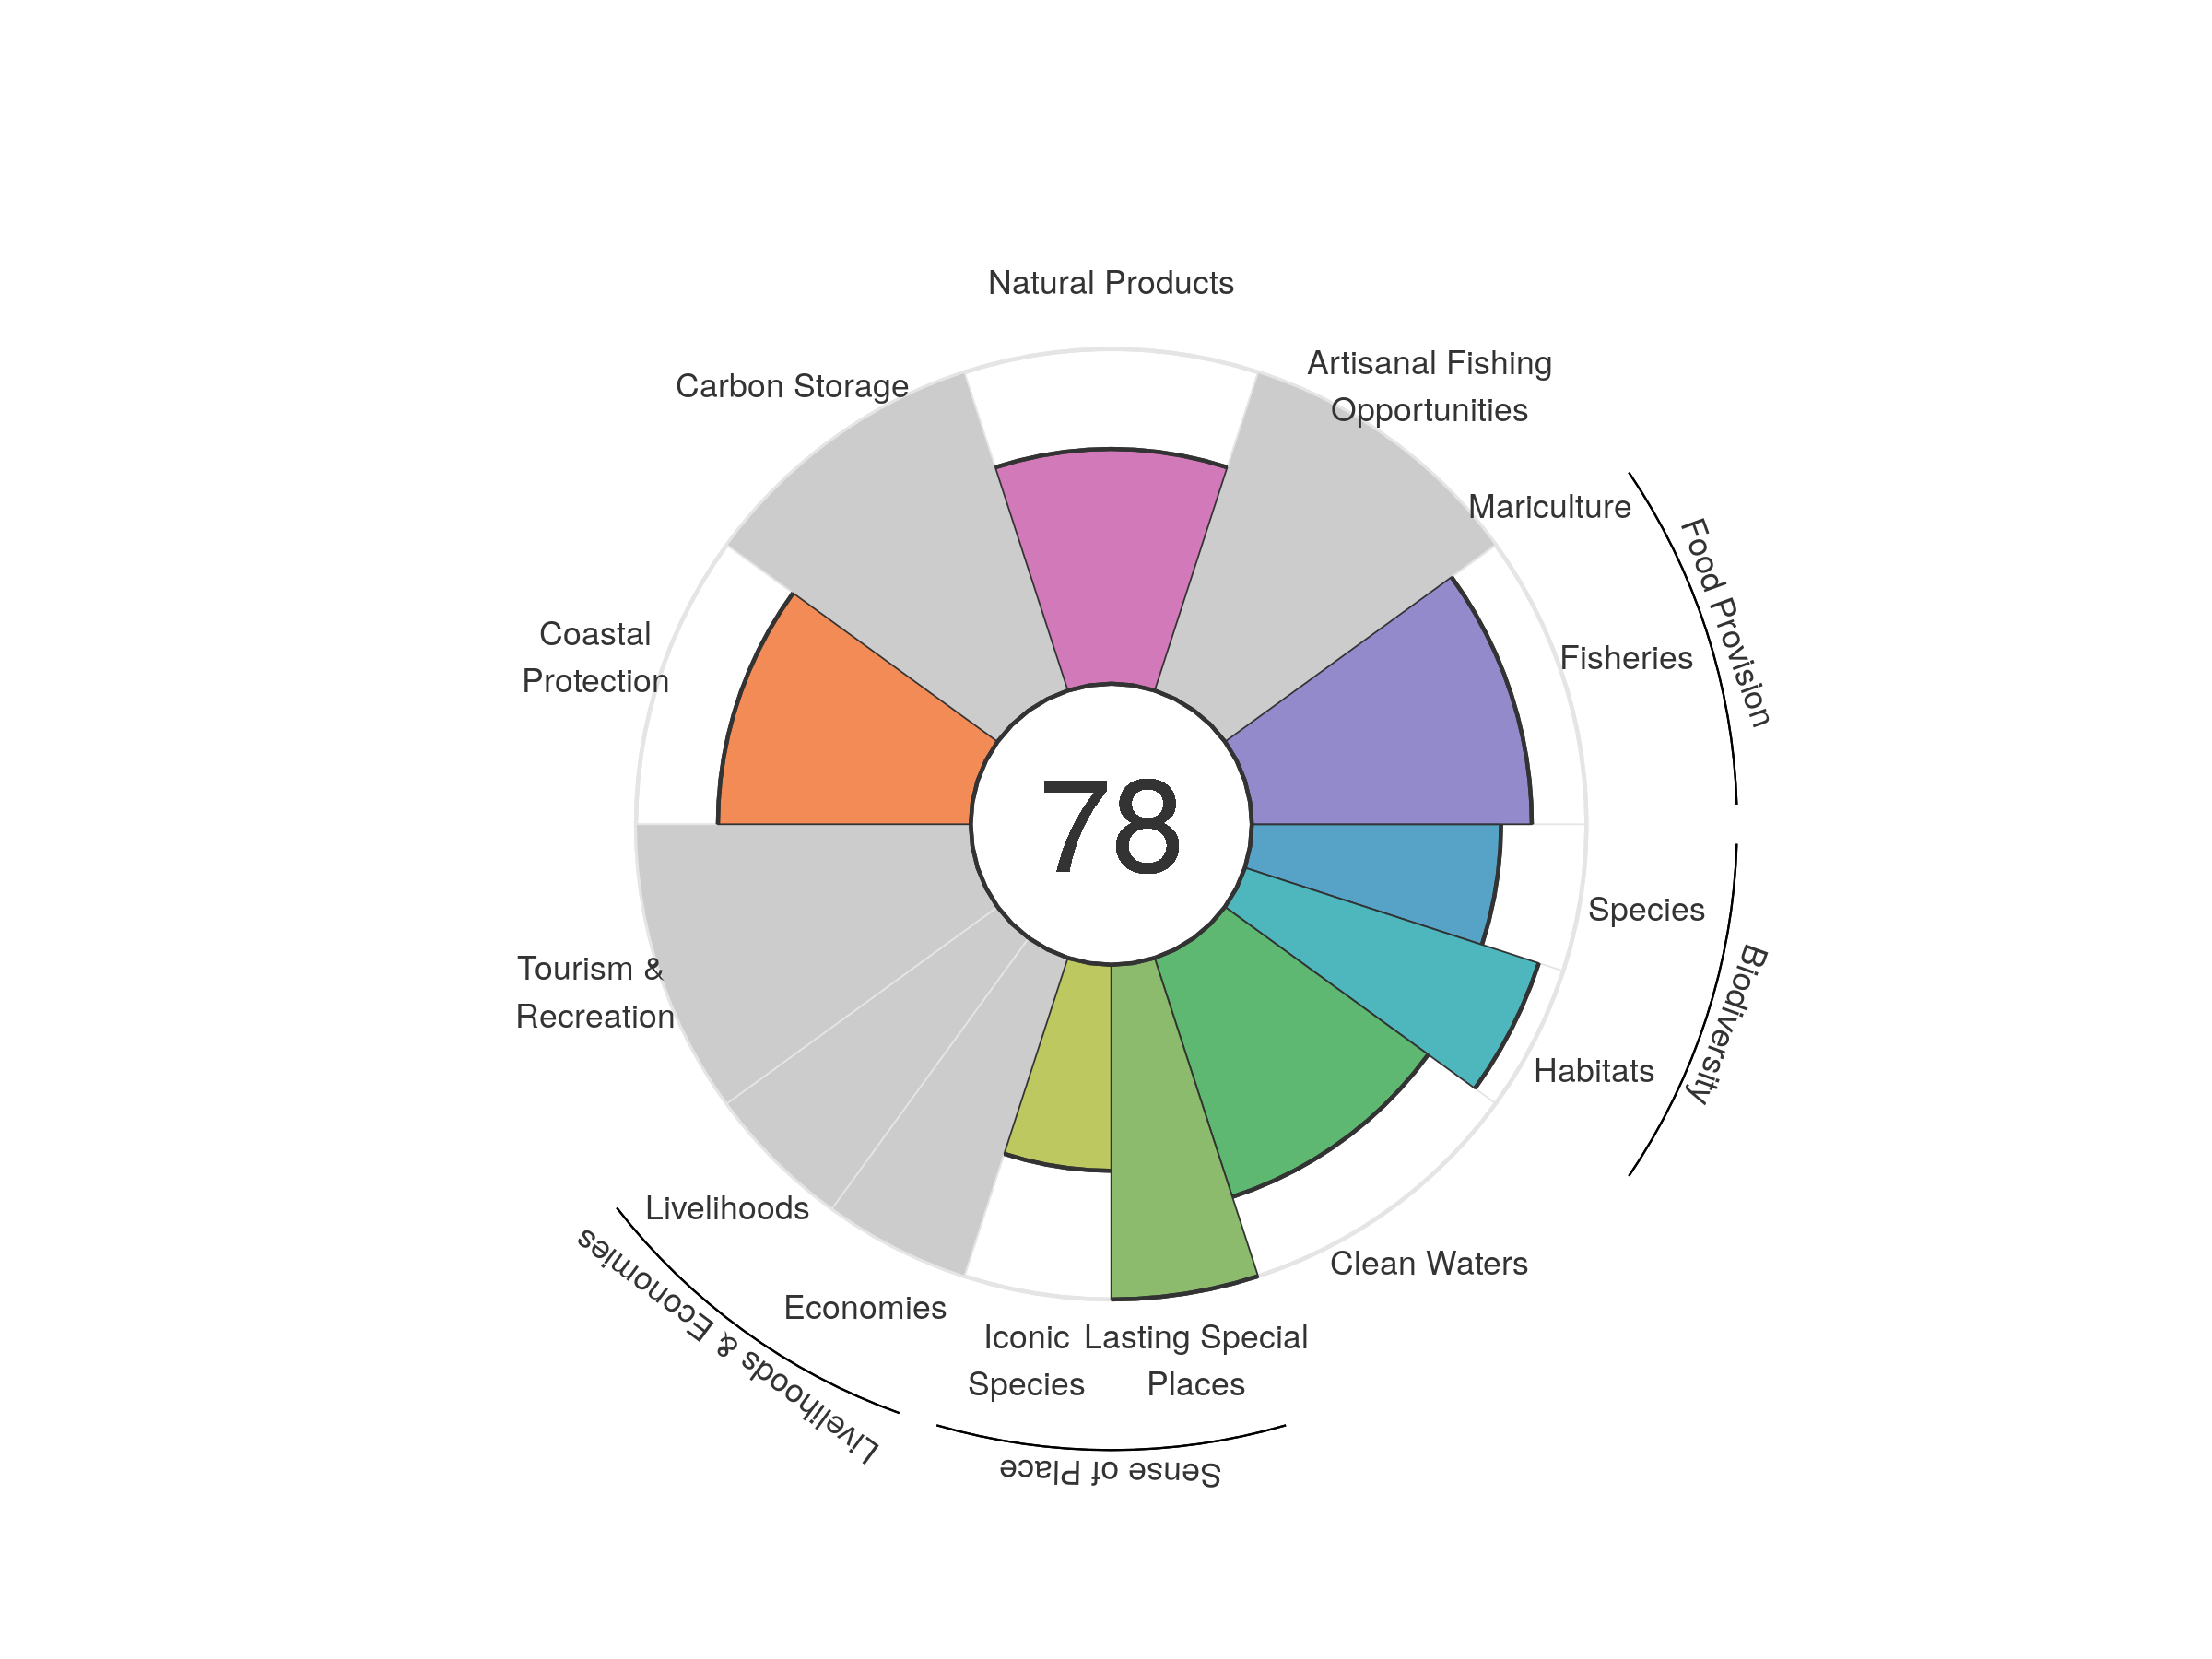 Natural Products
Carbon Storage
Artisanal Fishing
Opportunities
Mariculture
Food Provision
Fisheries
Coastal
Protection
78
Species
Biodiversity
Habitats
Tourism &
Recreation
Livelihoods
Livelihoods & Economies
Economies
Clean Waters
Iconic
Species
Lasting Special
Places
Sense of Place